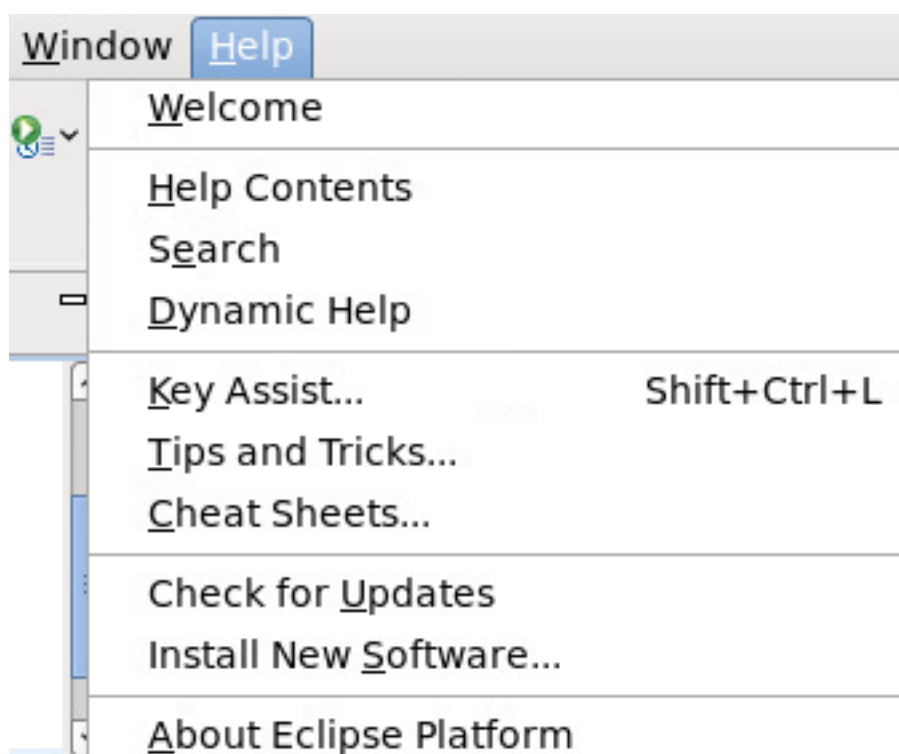 Window Help
Welcome
Help Contents
Search
Dynamic Help
Key Assist... Shift+Ctrl+L
Tips and Tricks...
Cheat Sheets...
Check for Updates
Install New Software...
About Eclipse Platform